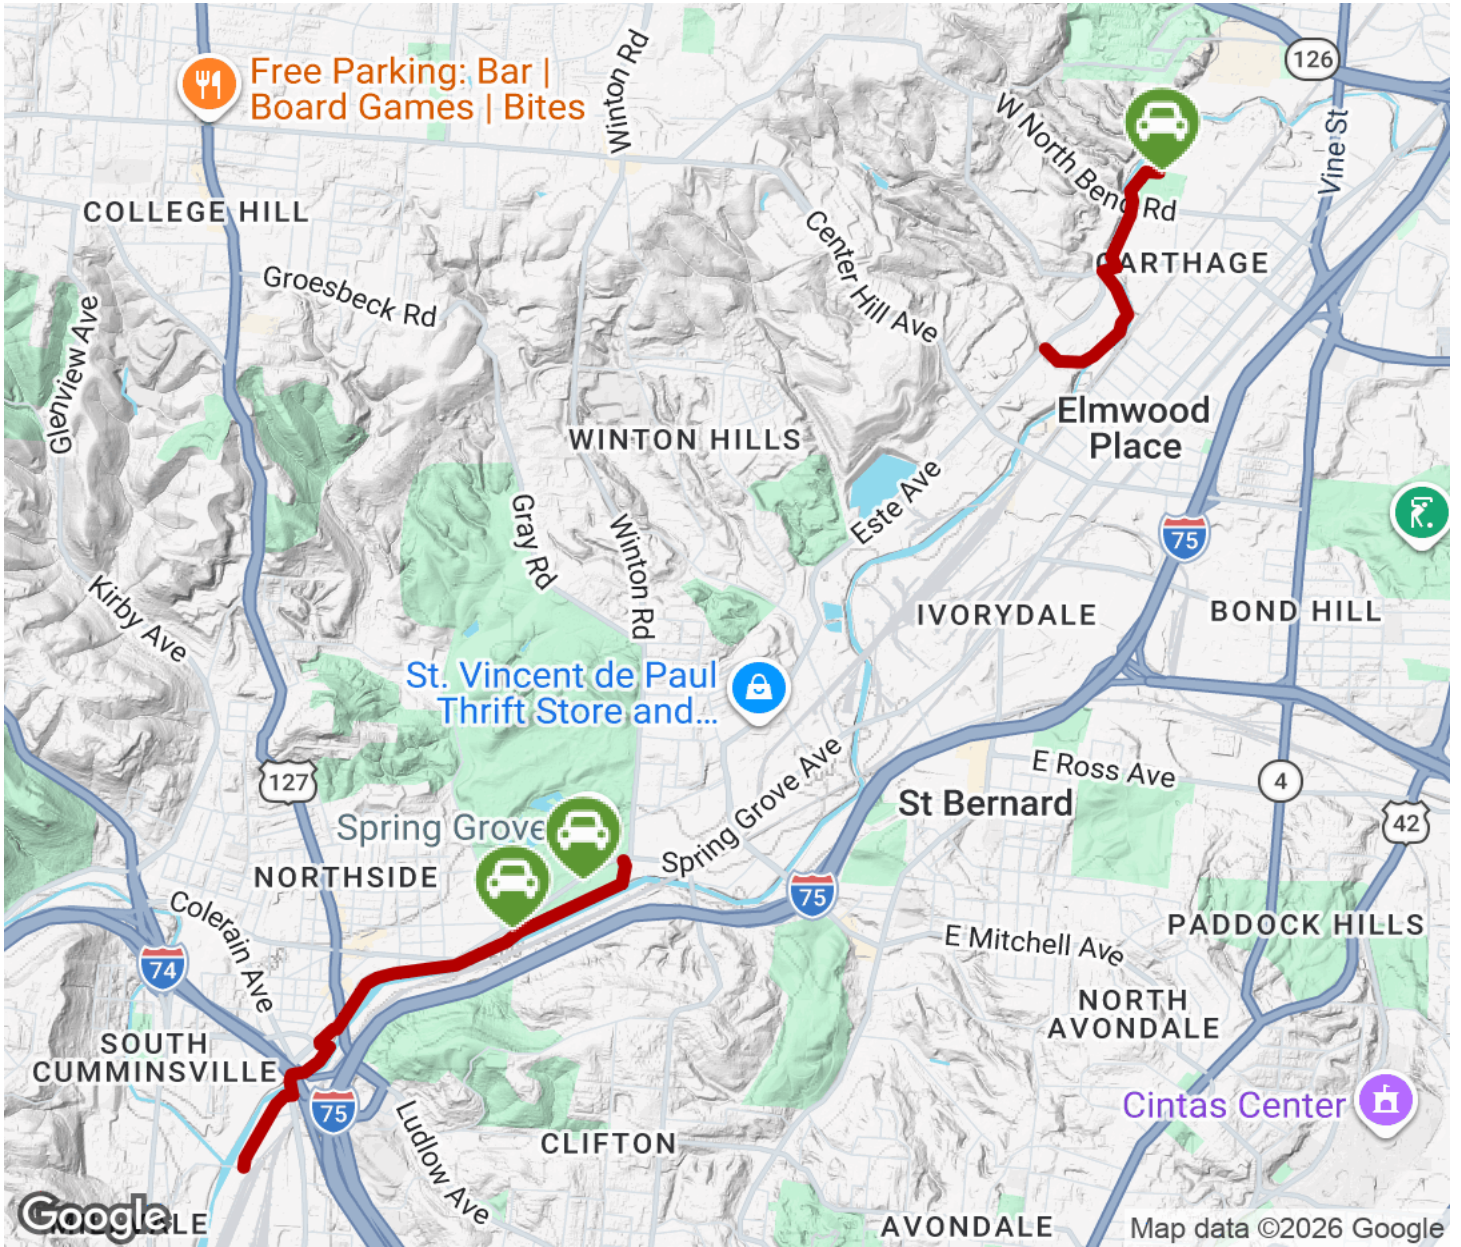 Free Parking: Bar |
Board Games | Bites
Winton Rd
126
Vine St
W North Bend Rd
COLLEGE HILL
Center Hill Ave
CARTHAGE
Groesbeck Rd
Glenview Ave
Elmwood
Place
WINTON HILLS
Este Ave
Gray Rd
Winton Rd
75
Kirby Ave
IVORYDALE
BOND HILL
St. Vincent de Paul
Thrift Store and...
127
Spring Grove Ave
E Ross Ave
4
42
St Bernard
Spring Grove
NORTHSIDE
75
Colerain Ave
PADDOCK HILLS
E Mitchell Ave
74
NORTH
AVONDALE
SOUTH
CUMMINSVILLE
75
Ludlow Ave
Cintas Center
CLIFTON
Google
AVONDALE
Map data ©2026 Google